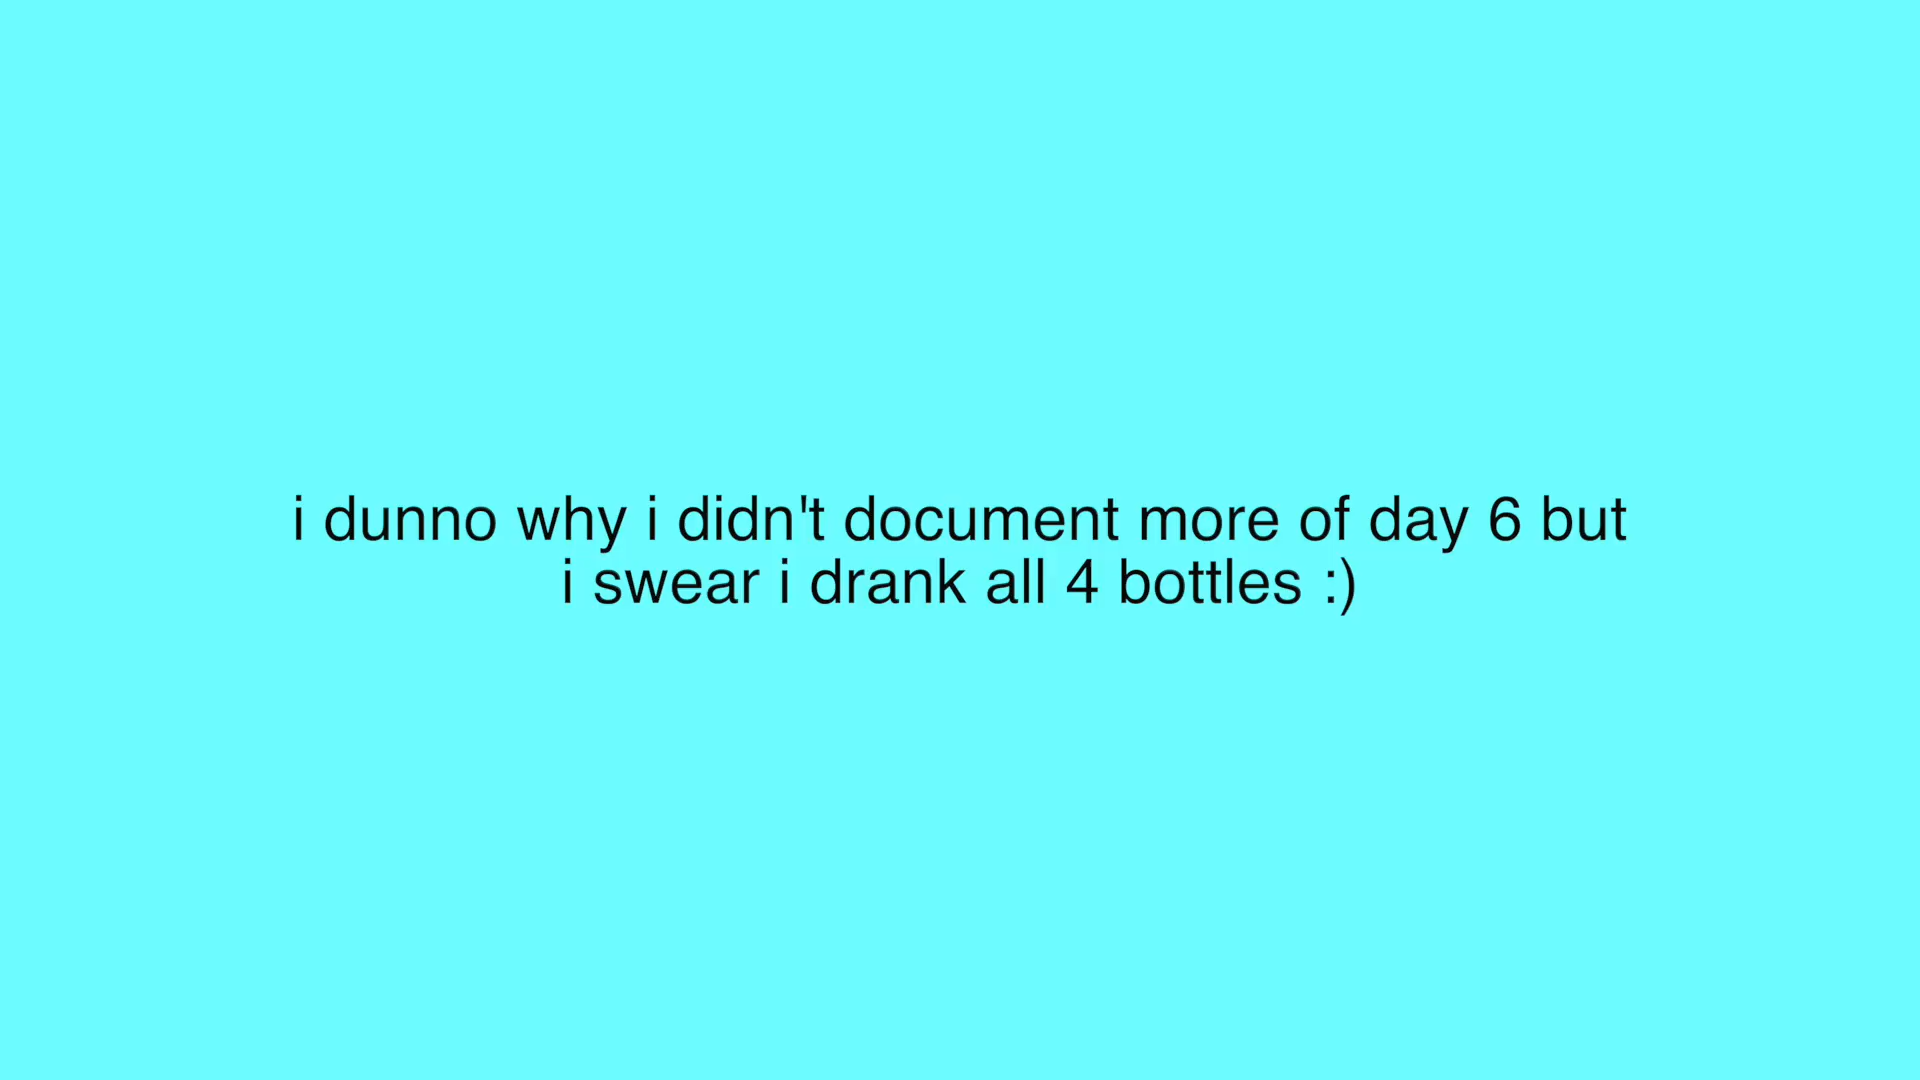 i dunno why i didn't document more of day 6 but
i swear i drank all 4 bottles :)